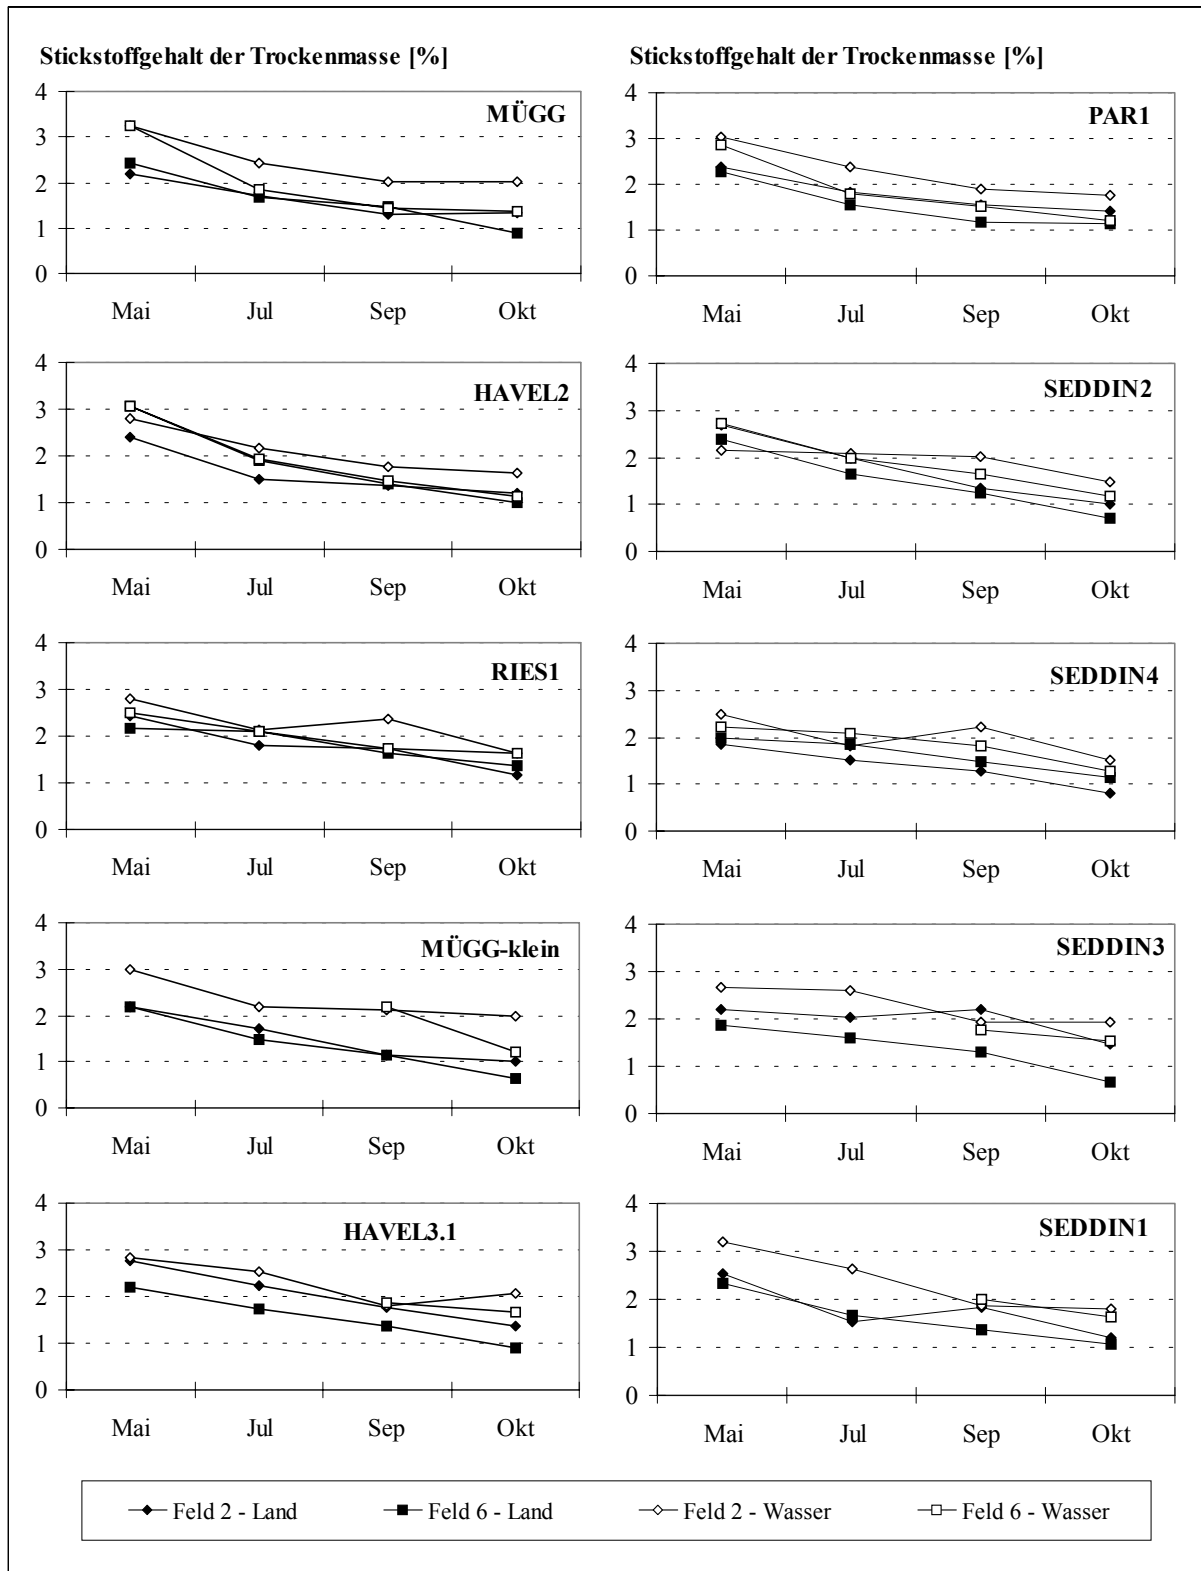 Stickstoffgehalt der Trockenmasse [%]
Stickstoffgehalt der Trockenmasse [%]
MÜGG
4
3
2
1
0
Mai Jul Sep Okt
PAR1
4
3
2
1
0
Mai Jul Sep Okt
HAVEL2
4
3
2
1
0
Mai Jul Sep Okt
SEDDIN2
4
3
2
1
0
Mai Jul Sep Okt
RIES1
4
3
2
1
0
Mai Jul Sep Okt
SEDDIN4
4
3
2
1
0
Mai Jul Sep Okt
MÜGG-klein
4
3
2
1
0
Mai Jul Sep Okt
SEDDIN3
4
3
2
1
0
Mai Jul Sep Okt
HAVEL3.1
4
3
2
1
0
Mai Jul Sep Okt
SEDDIN1
4
3
2
1
0
Mai Jul Sep Okt
Feld 2 - Land Feld 6 - Land Feld 2 - Wasser Feld 6 - Wasser